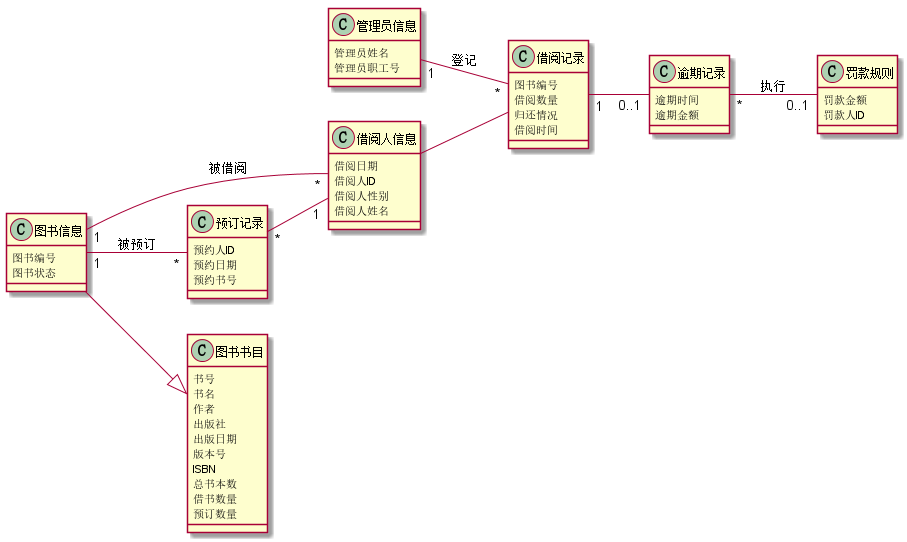 C 管理员信息
管理员姓名
管理员职工号
登记
1
*
C 借阅记录
图书编号
借阅数量
归还情况
借阅时间
1
0..1
C 逾期记录
逾期时间
逾期金额
执行
*
0..1
C 罚款规则
罚款金额
罚款人ID
C 借阅人信息
借阅日期
借阅人ID
借阅人性别
借阅人姓名
被借阅
1
*
C 图书信息
图书编号
图书状态
被预订
1
*
C 预订记录
预约人ID
预约日期
预约书号
*
1
C 图书书目
书号
书名
作者
出版社
出版日期
版本号
ISBN
总书本数
借书数量
预订数量